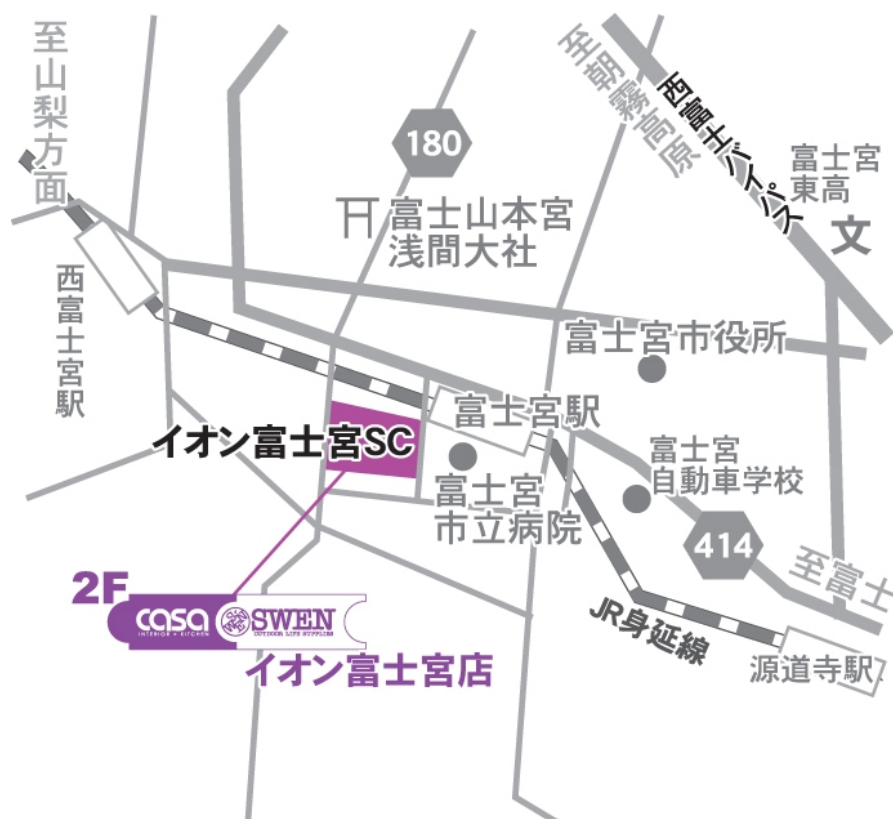 至山梨方面
至朝霧高原
西富士バイパス
富士宮
東高
文
180
富士山本宮
浅間大社
西富士宮駅
富士宮市役所
富士宮駅
イオン富士宮SC
富士宮
自動車学校
富士宮
市立病院
414
至富士
2F
casa
INTERIOR + KITCHEN
SWEN
OUTDOOR LIFE SUPPLIES
イオン富士宮店
JR身延線
源道寺駅